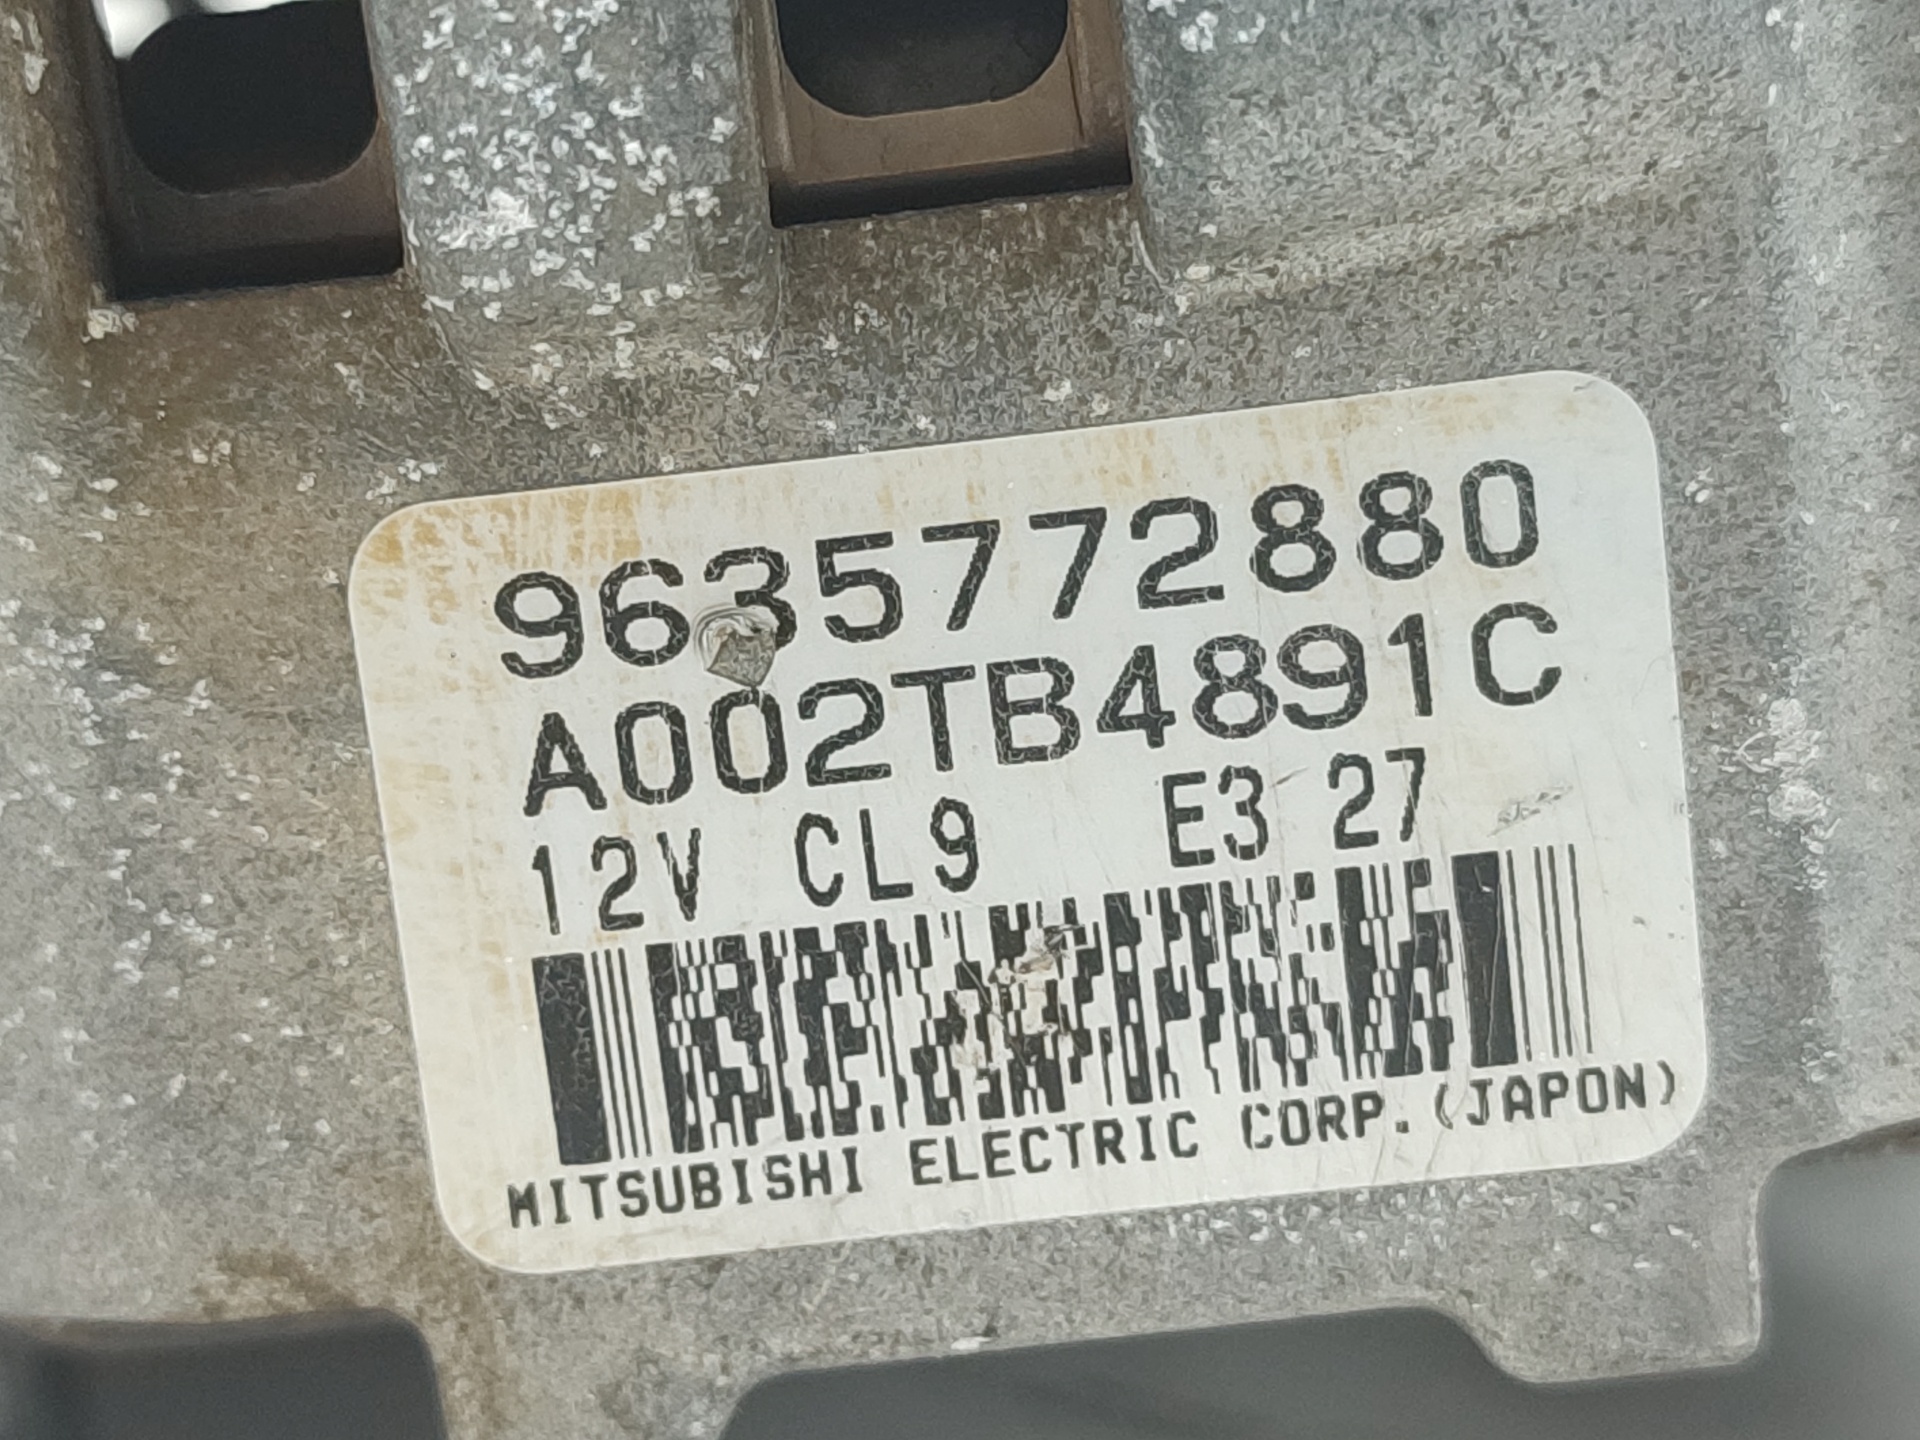 9635772880
A002TB4891C
12V CL9 E3 27
MITSUBISHI ELECTRIC CORP.(JAPON)